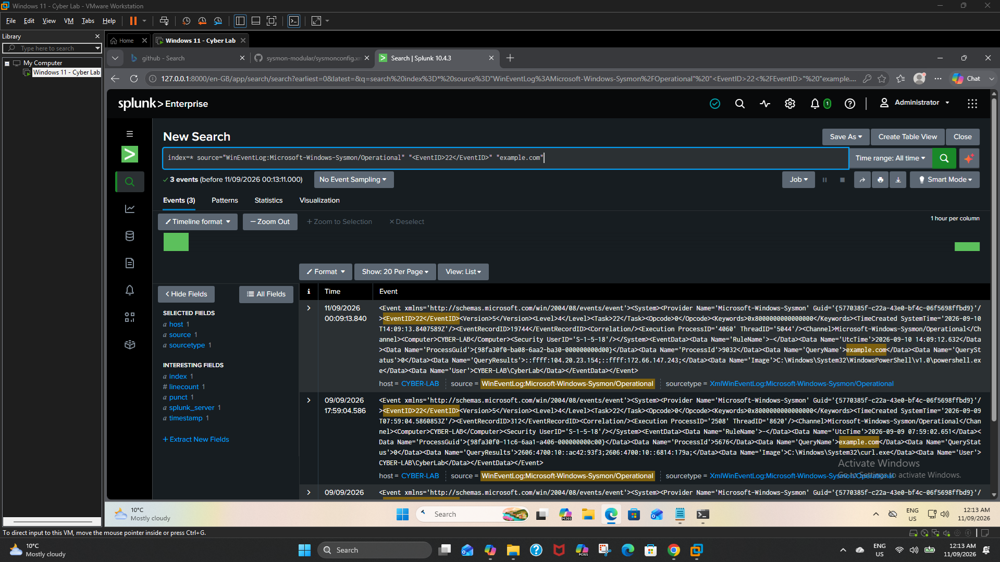 Windows 11 - Cyber Lab - VMware Workstation
File Edit View VM Tabs Help
Library
Type here to search
My Computer
Windows 11 - Cyber Lab
Home
Windows 11 - Cyber Lab
github - Search
sysmon-modular/sysmonconfig.xm
Search | Splunk 10.4.3
127.0.0.1:8000/en-GB/app/search/search?earliest=0&latest=&q=search%20index%3D*%20source%3D"WinEventLog%3AMicrosoft-Windows-Sysmon%2FOperational"%20"<EventID>22<%2FEventID>"%20"example....
Chat
splunk>Enterprise
1
Administrator
New Search
Save As
Create Table View
Close
index=* source="WinEventLog:Microsoft-Windows-Sysmon/Operational" "<EventID>22</EventID>" "example.com"
Time range: All time
3 events (before 11/09/2026 00:13:11.000)
No Event Sampling
Job
Smart Mode
Events (3)
Patterns
Statistics
Visualization
Timeline format
Zoom Out
+ Zoom to Selection
× Deselect
1 hour per column
Format
Show: 20 Per Page
View: List
Hide Fields
All Fields
i
Time
Event
SELECTED FIELDS
a host 1
a source 1
a sourcetype 1
INTERESTING FIELDS
a index 1
# linecount 1
a punct 1
a splunk_server 1
a timestamp 1
+ Extract New Fields
11/09/2026
00:09:13.840
<Event xmlns='http://schemas.microsoft.com/win/2004/08/events/event'><System><Provider Name='Microsoft-Windows-Sysmon' Guid='{5770385f-c22a-43e0-bf4c-06f5698ffbd9}'/
><EventID>22</EventID><Version>5</Version><Level>4</Level><Task>22</Task><Opcode>0</Opcode><Keywords>0x8000000000000000</Keywords><TimeCreated SystemTime='2026-09-10
T14:09:13.8407589Z'/><EventRecordID>19744</EventRecordID><Correlation/><Execution ProcessID='4060' ThreadID='5044'/><Channel>Microsoft-Windows-Sysmon/Operational</Ch
annel><Computer>CYBER-LAB</Computer><Security UserID='S-1-5-18'/></System><EventData><Data Name='RuleName'>-</Data><Data Name='UtcTime'>2026-09-10 14:09:12.632</Data
><Data Name='ProcessGuid'>{98fa30f0-ba08-6aa2-ba30-000000000d00}</Data><Data Name='ProcessId'>9032</Data><Data Name='QueryName'>example.com</Data><Data Name='QuerySt
atus'>0</Data><Data Name='QueryResults'>::ffff:104.20.23.154;::ffff:172.66.147.243;</Data><Data Name='Image'>C:\Windows\System32\WindowsPowerShell\v1.0\powershell.ex
e</Data><Data Name='User'>CYBER-LAB\CyberLab</Data></EventData></Event>
host = CYBER-LAB source = WinEventLog:Microsoft-Windows-Sysmon/Operational sourcetype = XmlWinEventLog:Microsoft-Windows-Sysmon/Operational
09/09/2026
17:59:04.586
<Event xmlns='http://schemas.microsoft.com/win/2004/08/events/event'><System><Provider Name='Microsoft-Windows-Sysmon' Guid='{5770385f-c22a-43e0-bf4c-06f5698ffbd9}'/
><EventID>22</EventID><Version>5</Version><Level>4</Level><Task>22</Task><Opcode>0</Opcode><Keywords>0x8000000000000000</Keywords><TimeCreated SystemTime='2026-09-09
T07:59:04.5860853Z'/><EventRecordID>312</EventRecordID><Correlation/><Execution ProcessID='2508' ThreadID='8620'/><Channel>Microsoft-Windows-Sysmon/Operational</Chan
nel><Computer>CYBER-LAB</Computer><Security UserID='S-1-5-18'/></System><EventData><Data Name='RuleName'>-</Data><Data Name='UtcTime'>2026-09-09 07:59:02.651</Data><
Data Name='ProcessGuid'>{98fa30f0-11c6-6aa1-a406-000000000c00}</Data><Data Name='ProcessId'>5676</Data><Data Name='QueryName'>example.com</Data><Data Name='QueryStat
us'>0</Data><Data Name='QueryResults'>2606:4700:10::ac42:93f3;2606:4700:10::6814:179a;</Data><Data Name='Image'>C:\Windows\System32\curl.exe</Data><Data Name='User'>
CYBER-LAB\CyberLab</Data></EventData></Event>
host = CYBER-LAB source = WinEventLog:Microsoft-Windows-Sysmon/Operational sourcetype = XmlWinEventLog:Microsoft-Windows-Sysmon/Operational
Activate Windows
Go to Settings to activate Windows.
09/09/2026
<Event xmlns='http://schemas.microsoft.com/win/2004/08/events/event'><System><Provider Name='Microsoft-Windows-Sysmon' Guid='{5770385f-c22a-43e0-bf4c-06f5698ffbd9}'/
10°C
Mostly cloudy
Search
M365
ENG
US
12:13 AM
11/09/2026
To direct input to this VM, move the mouse pointer inside or press Ctrl+G.
10°C
Mostly cloudy
Search
M365
ENG
US
12:13 AM
11/09/2026